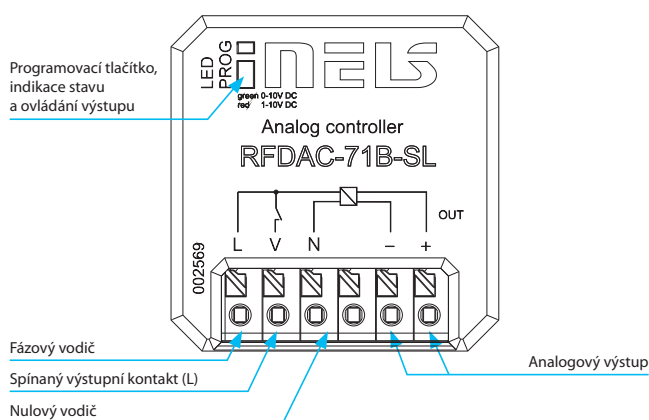 Programovací tlačítko,
indikace stavu
a ovládání výstupu
LED
PROG
NELS
green 0-10V DC
red 1-10V DC
Analog controller
RFDAC-71B-SL
OUT
L V N – +
002569
Fázový vodič
Spínaný výstupní kontakt (L)
Nulový vodič
Analogový výstup